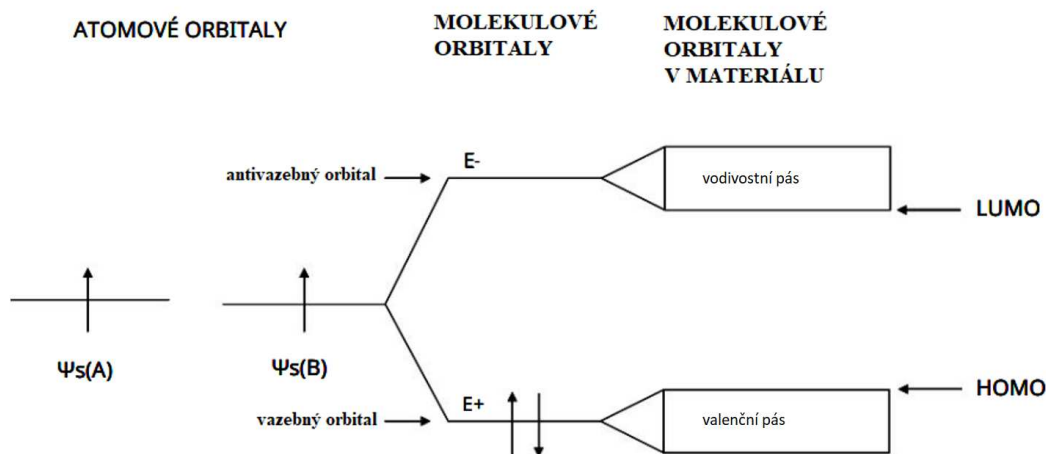 ATOMOVÉ ORBITALY
MOLEKULOVÉ
ORBITALY
MOLEKULOVÉ
ORBITALY
V MATERIÁLU
antivazebný orbital
E-
vodivostní pás
LUMO
Ψs(A)
Ψs(B)
HOMO
vazebný orbital
E+
valenční pás